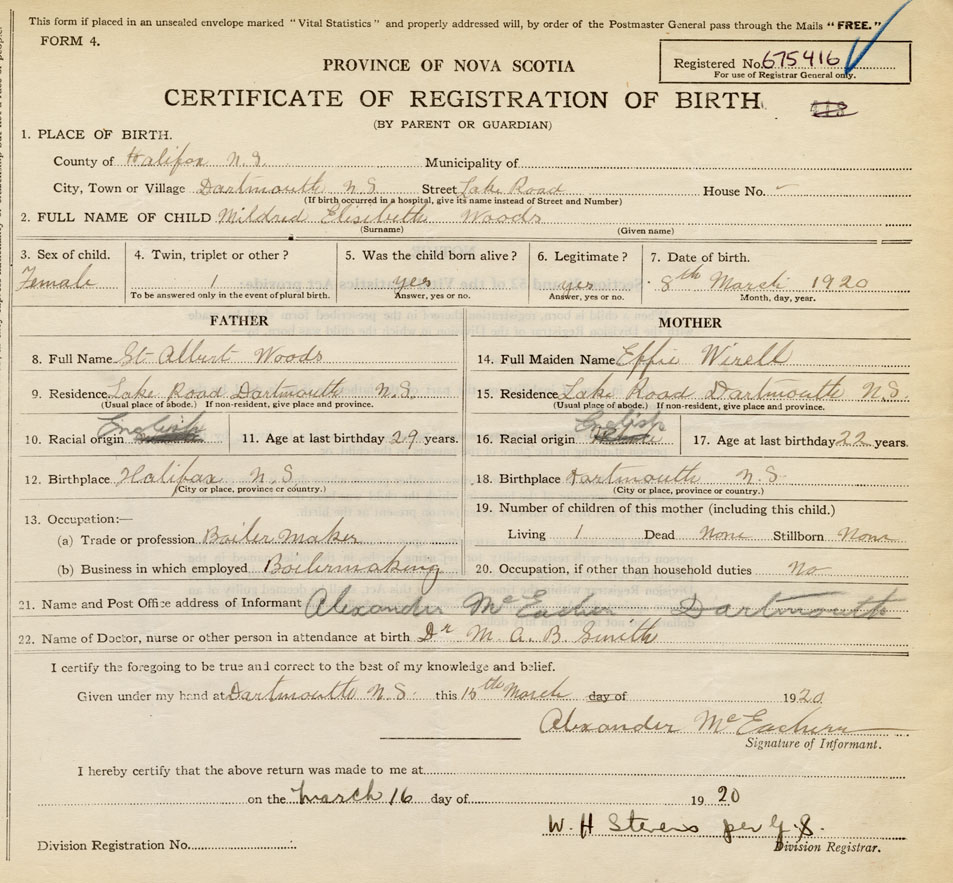 This form if placed in an unsealed envelope marked "Vital Statistics" and properly addressed will, by order of the Postmaster General pass through the Mails "FREE."
FORM 4.
Registered No. 675416
For use of Registrar General only.
PROVINCE OF NOVA SCOTIA
CERTIFICATE OF REGISTRATION OF BIRTH.
(BY PARENT OR GUARDIAN)
1. PLACE OF BIRTH.
County of Halifax N.S. Municipality of
City, Town or Village Dartmouth N.S. Street Lake Road House No. -
(If birth occurred in a hospital, give its name instead of Street and Number)
2. FULL NAME OF CHILD Mildred Elisibeth Woods
(Surname) (Given name)
3. Sex of child. 4. Twin, triplet or other? 5. Was the child born alive? 6. Legitimate? 7. Date of birth.
Female 1 yes yes 8th March 1920
To be answered only in the event of plural birth. Answer, yes or no. Answer, yes or no. Month, day, year.
FATHER MOTHER
8. Full Name St Albert Woods 14. Full Maiden Name Effie Wirell
9. Residence Lake Road Dartmouth N.S. 15. Residence Lake Road Dartmouth N.S.
(Usual place of abode.) If non-resident, give place and province. (Usual place of abode.) If non-resident, give place and province.
10. Racial origin English 11. Age at last birthday 29 years. 16. Racial origin English 17. Age at last birthday 22 years.
12. Birthplace Halifax N.S. 18. Birthplace Dartmouth N.S.
(City or place, province or country.) (City or place, province or country.)
19. Number of children of this mother (including this child.)
13. Occupation:—
(a) Trade or profession Boiler Maker Living 1 Dead None Stillborn None
(b) Business in which employed Boilermaking 20. Occupation, if other than household duties No
21. Name and Post Office address of Informant Alexander McEacher Dartmouth
22. Name of Doctor, nurse or other person in attendance at birth Dr M. A. B. Smith
I certify the foregoing to be true and correct to the best of my knowledge and belief.
Given under my hand at Dartmouth N.S. this 15th March day of 1920
Alexander McEachern
Signature of Informant.
I hereby certify that the above return was made to me at
on the March 16 day of 1920
W. H Stevens per G.S.
Division Registration No. Division Registrar.